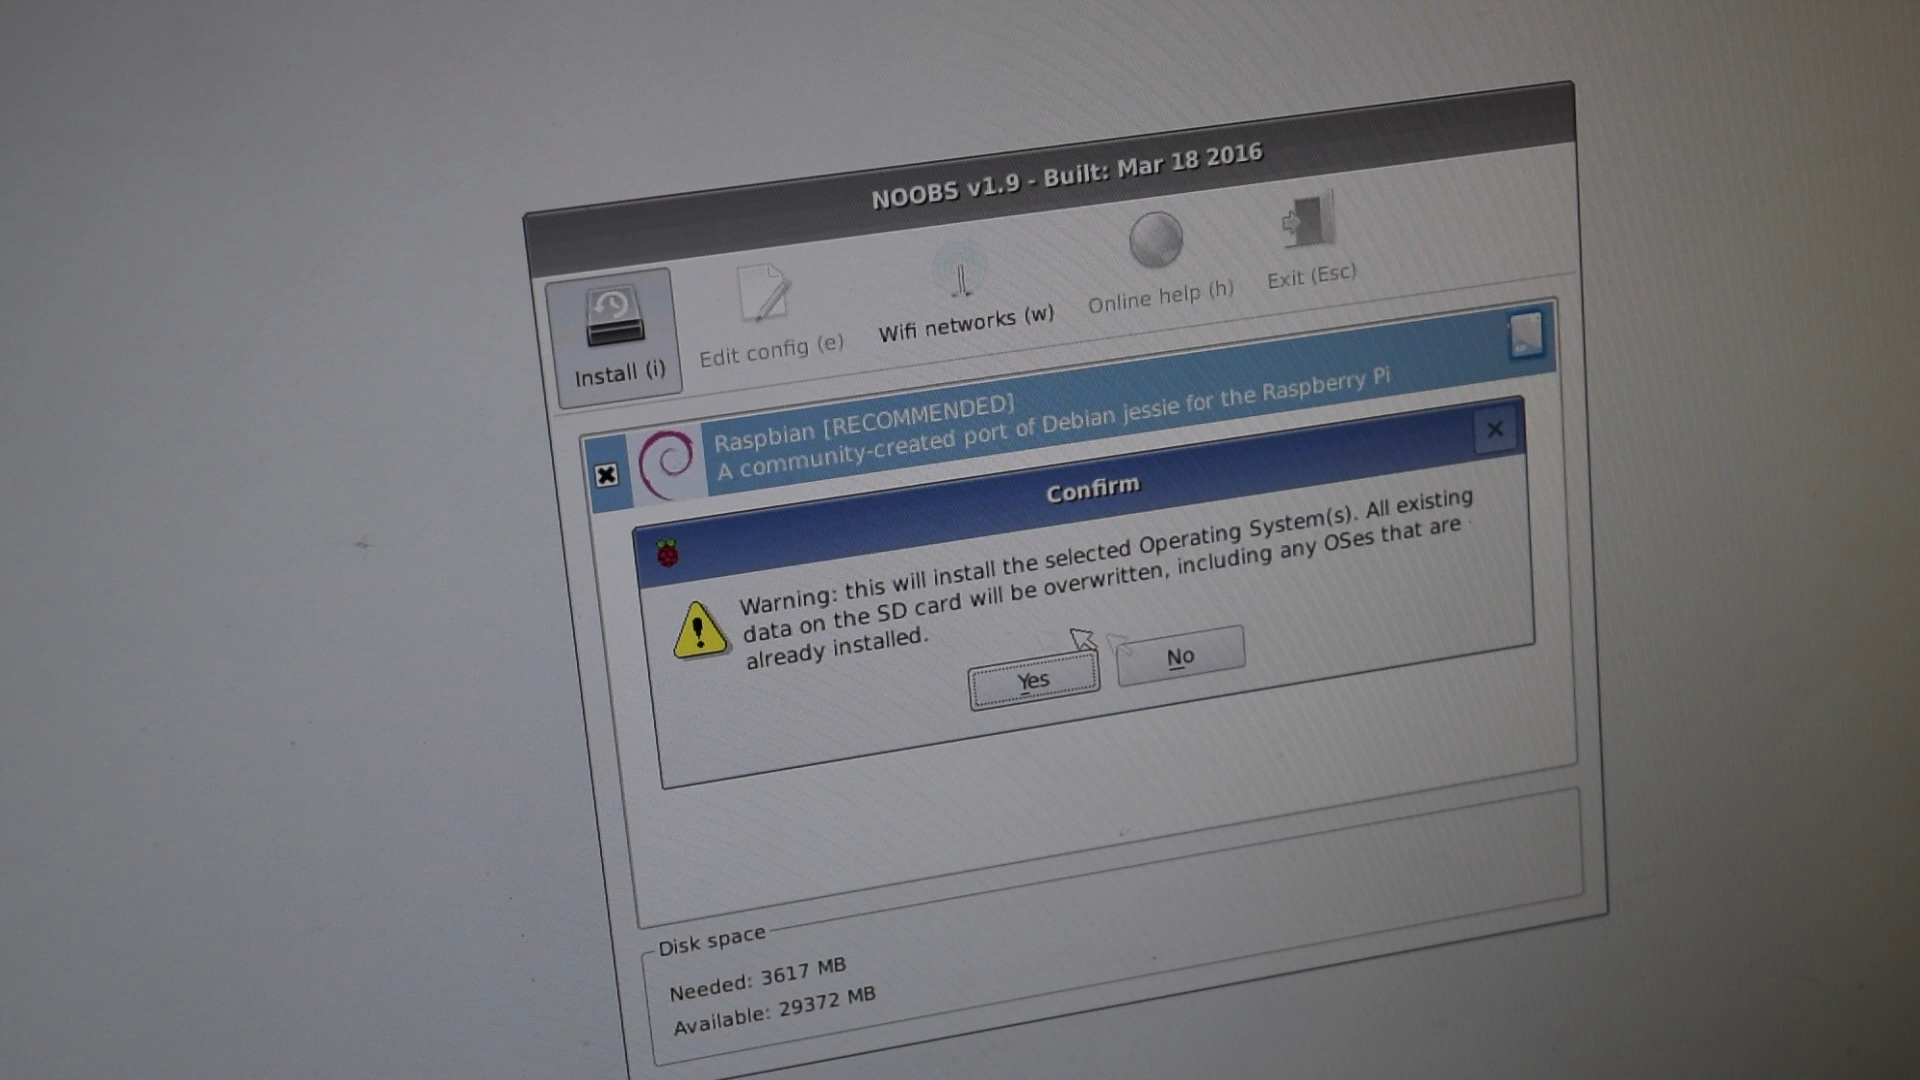 NOOBS v1.9 - Built: Mar 18 2016
Install (i)
Edit config (e)
Wifi networks (w)
Online help (h)
Exit (Esc)
Raspbian [RECOMMENDED]
A community-created port of Debian jessie for the Raspberry Pi
Confirm
Warning: this will install the selected Operating System(s). All existing
data on the SD card will be overwritten, including any OSes that are
already installed.
Yes
No
Disk space
Needed: 3617 MB
Available: 29372 MB